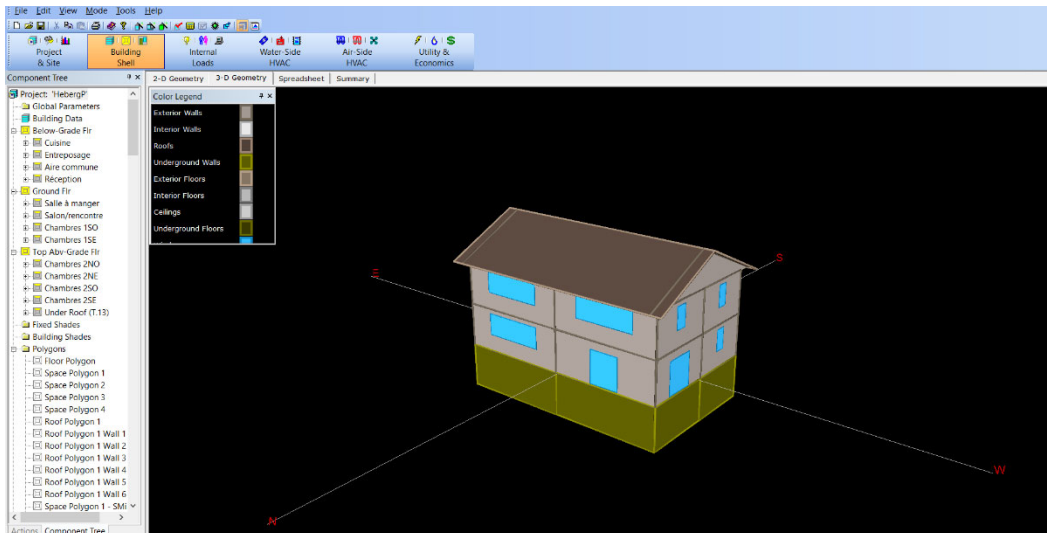 File Edit View Mode Tools Help
Project & Site
Building Shell
Internal Loads
Water-Side HVAC
Air-Side HVAC
Utility & Economics
Component Tree
2-D Geometry 3-D Geometry Spreadsheet Summary
Project: 'HebergP'
Global Parameters
Building Data
Below-Grade Flr
Cuisine
Entreposage
Aire commune
Réception
Ground Flr
Salle à manger
Salon/rencontre
Chambres 1SO
Chambres 1SE
Top Abv-Grade Flr
Chambres 2NO
Chambres 2NE
Chambres 2SO
Chambres 2SE
Under Roof (T.13)
Fixed Shades
Building Shades
Polygons
Floor Polygon
Space Polygon 1
Space Polygon 2
Space Polygon 3
Space Polygon 4
Roof Polygon 1
Roof Polygon 1 Wall 1
Roof Polygon 1 Wall 2
Roof Polygon 1 Wall 3
Roof Polygon 1 Wall 4
Roof Polygon 1 Wall 5
Roof Polygon 1 Wall 6
Space Polygon 1 - SMi
Actions Component Tree
Color Legend
Exterior Walls
Interior Walls
Roofs
Underground Walls
Exterior Floors
Interior Floors
Ceilings
Underground Floors
E
S
W
N